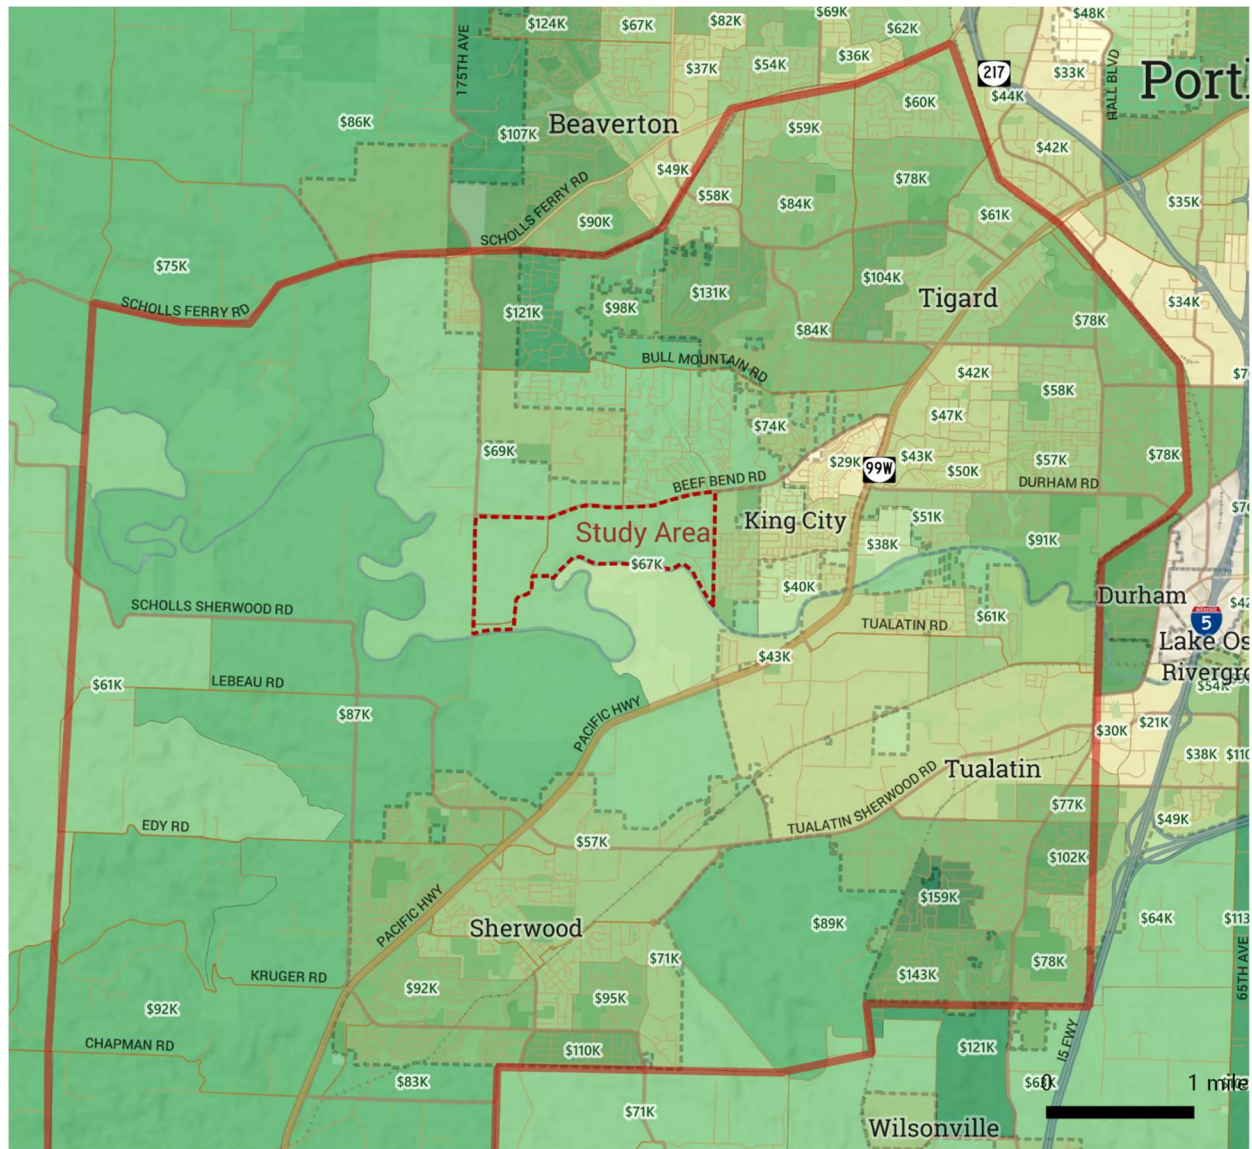 $69K
$48K
$124K
$67K
$82K
$62K
175TH AVE
$36K
$54K
$37K
217
$33K
HALL BLVD
$44K
$60K
$86K
Beaverton
$107K
$59K
$42K
$49K
$78K
$58K
$84K
$35K
$61K
SCHOLLS FERRY RD
$90K
$75K
$104K
$131K
Tigard
$34K
SCHOLLS FERRY RD
$121K
$98K
$78K
$84K
BULL MOUNTAIN RD
$42K
$58K
$47K
$74K
$69K
$29K
99W
$43K
$50K
$57K
$78K
BEEF BEND RD
DURHAM RD
King City
$51K
Study Area
$38K
$91K
$67K
$40K
Durham
SCHOLLS SHERWOOD RD
TUALATIN RD
$61K
5
Lake Os
$43K
Rivergr
$54K
$61K
LEBEAU RD
$87K
PACIFIC HWY
$30K
$21K
$38K
Tualatin
TUALATIN SHERWOOD RD
$77K
EDY RD
$57K
$49K
$102K
$159K
PACIFIC HWY
Sherwood
$89K
$64K
$113
$71K
$78K
65TH AVE
KRUGER RD
$92K
$95K
$143K
$92K
CHAPMAN RD
$110K
$121K
I5 FWY
$83K
0
1 mile
$71K
Wilsonville